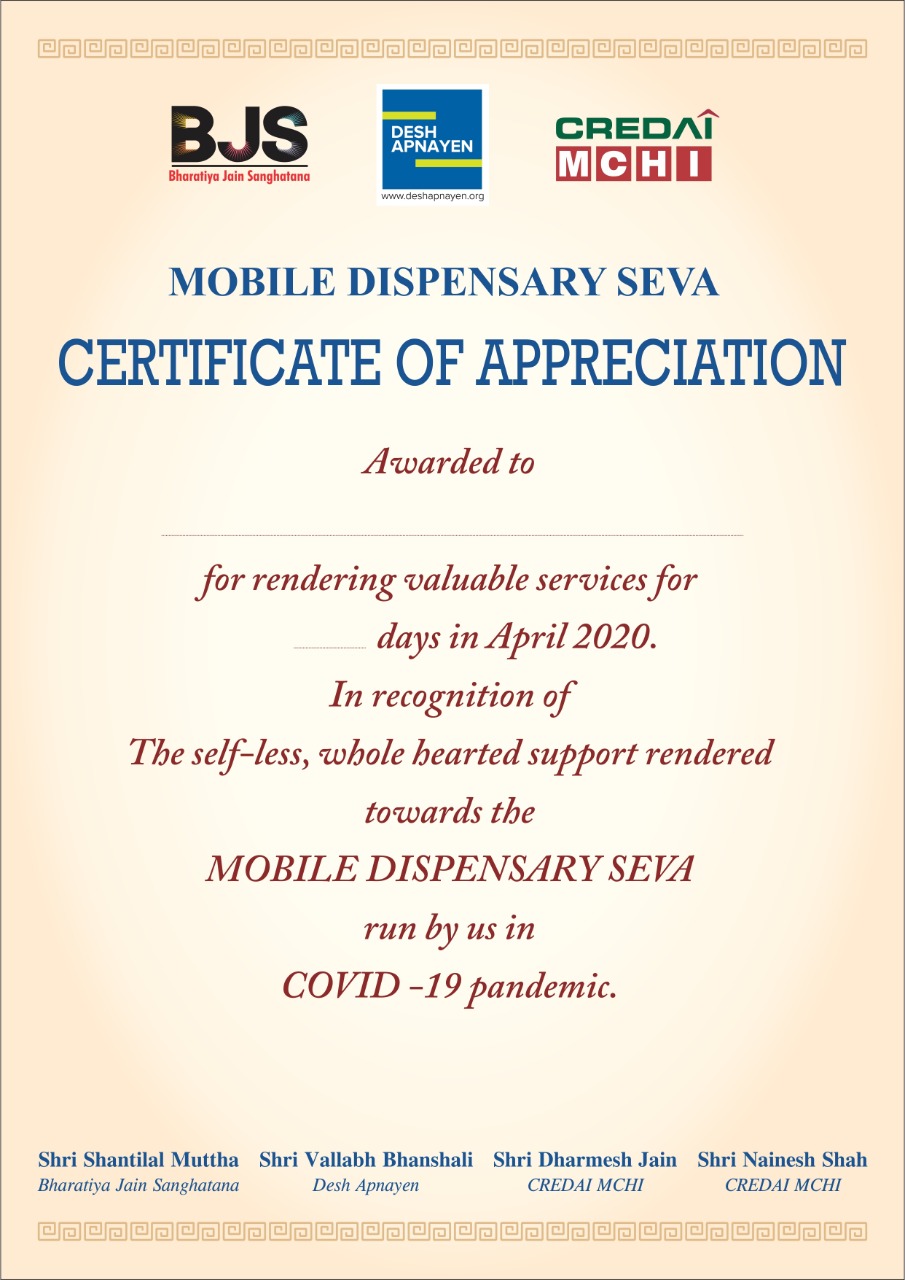 BJS
Bharatiya Jain Sanghatana
DESH
APNAYEN
www.deshapnayen.org
CREDAI
MCHI
MOBILE DISPENSARY SEVA
CERTIFICATE OF APPRECIATION
Awarded to
for rendering valuable services for
days in April 2020.
In recognition of
The self-less, whole hearted support rendered
towards the
MOBILE DISPENSARY SEVA
run by us in
COVID -19 pandemic.
Shri Shantilal Muttha Shri Vallabh Bhanshali Shri Dharmesh Jain Shri Nainesh Shah
Bharatiya Jain Sanghatana Desh Apnayen CREDAI MCHI CREDAI MCHI